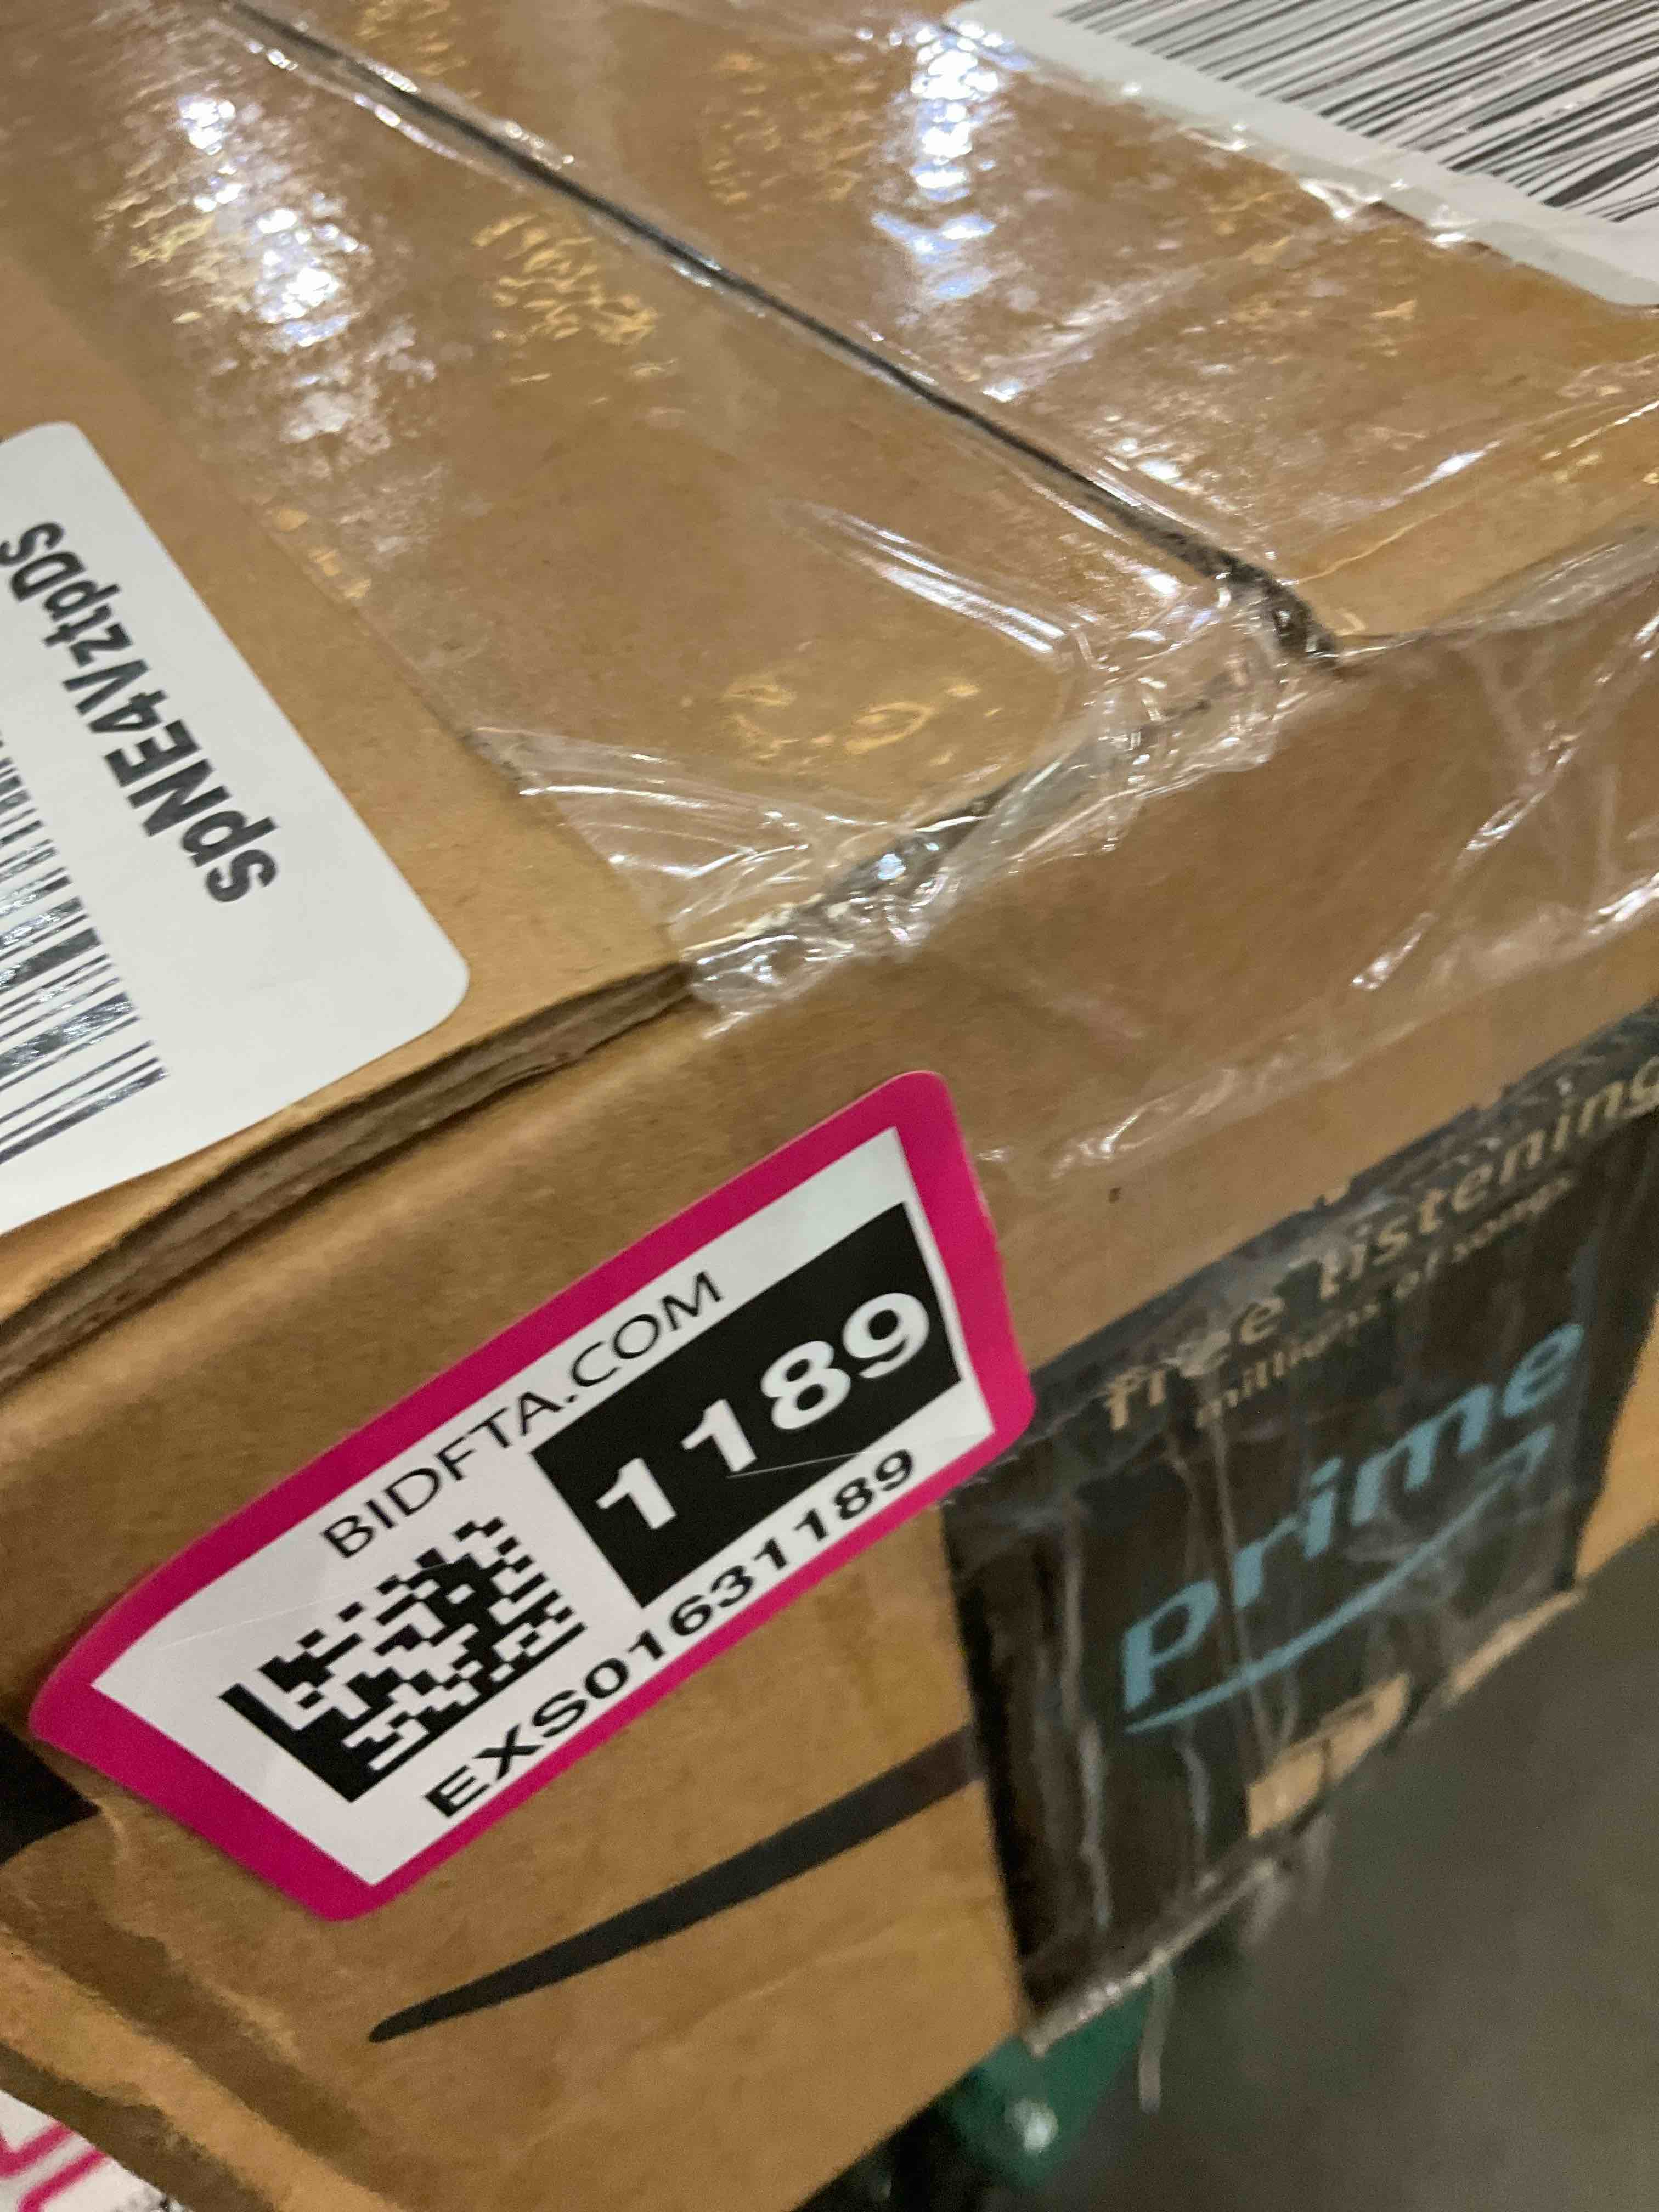 spNE4VztpDS
BIDFTA.COM
1189
EXS01631189
free listening
millions of songs
prime